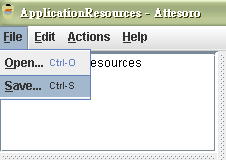 ApplicationResources - Attesoro
File Edit Actions Help
Open... Ctrl-O esources
Save... Ctrl-S